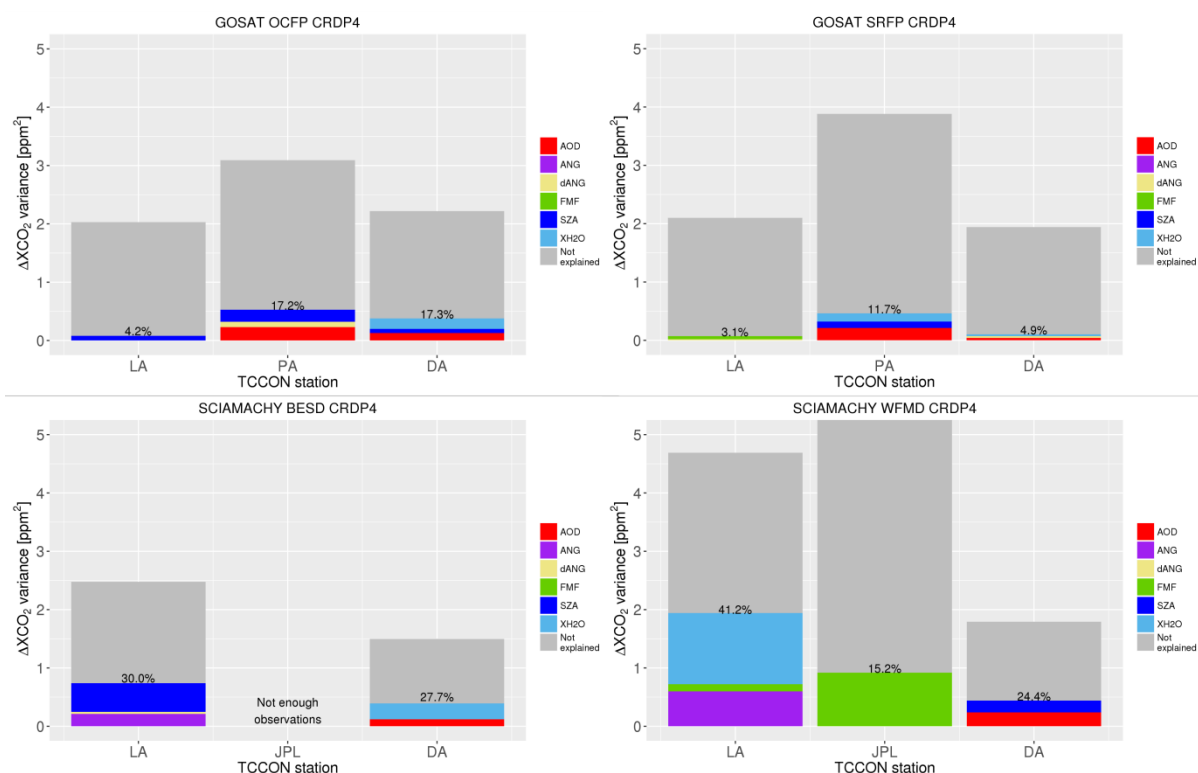 GOSAT OCFP CRDP4
5
4
3
2
1
0
ΔXCO₂ variance [ppm²]
4.2%
17.2%
17.3%
LA PA DA
TCCON station
AOD
ANG
dANG
FMF
SZA
XH2O
Not
explained
GOSAT SRFP CRDP4
5
4
3
2
1
0
ΔXCO₂ variance [ppm²]
3.1%
11.7%
4.9%
LA PA DA
TCCON station
AOD
ANG
dANG
FMF
SZA
XH2O
Not
explained
SCIAMACHY BESD CRDP4
5
4
3
2
1
0
ΔXCO₂ variance [ppm²]
30.0%
Not enough
observations
27.7%
LA JPL DA
TCCON station
AOD
ANG
dANG
FMF
SZA
XH2O
Not
explained
SCIAMACHY WFMD CRDP4
5
4
3
2
1
0
ΔXCO₂ variance [ppm²]
41.2%
15.2%
24.4%
LA JPL DA
TCCON station
AOD
ANG
dANG
FMF
SZA
XH2O
Not
explained